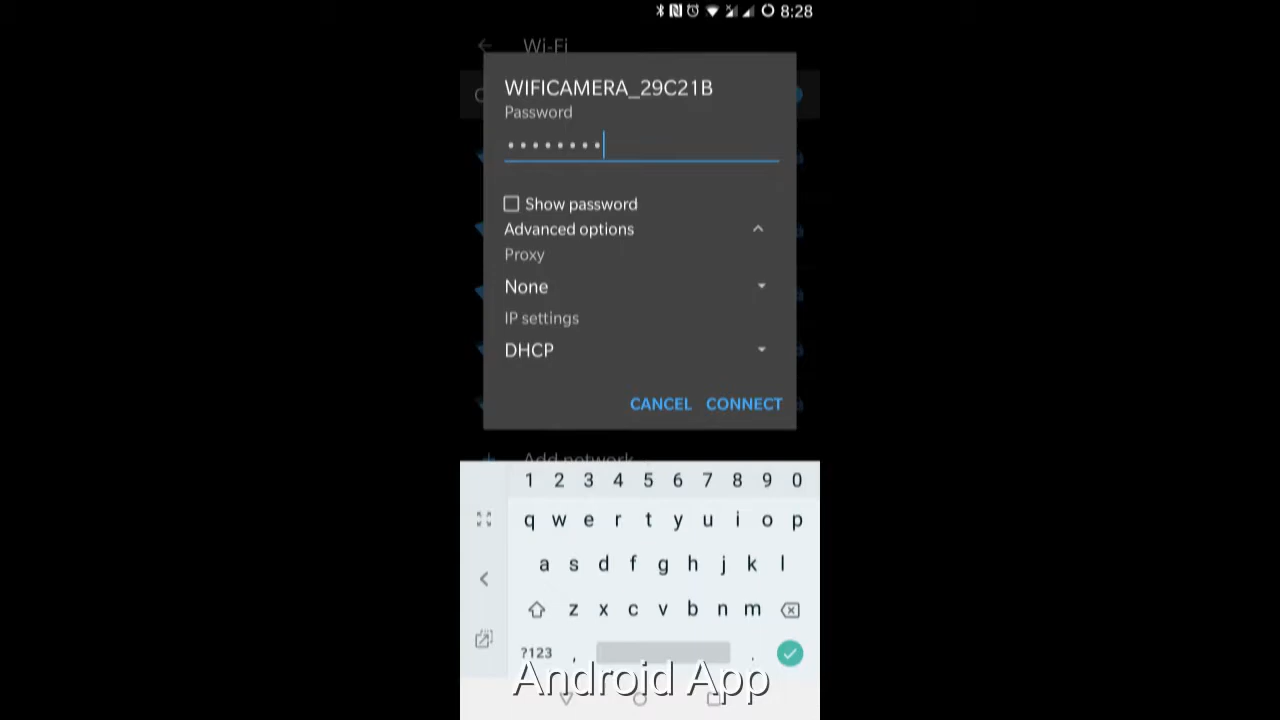 8:28
Wi-Fi
WIFICAMERA_29C21B
Password
Show password
Advanced options
Proxy
None
IP settings
DHCP
CANCEL CONNECT
Add network
1 2 3 4 5 6 7 8 9 0
q w e r t y u i o p
a s d f g h j k l
z x c v b n m
?123 , .
Android App